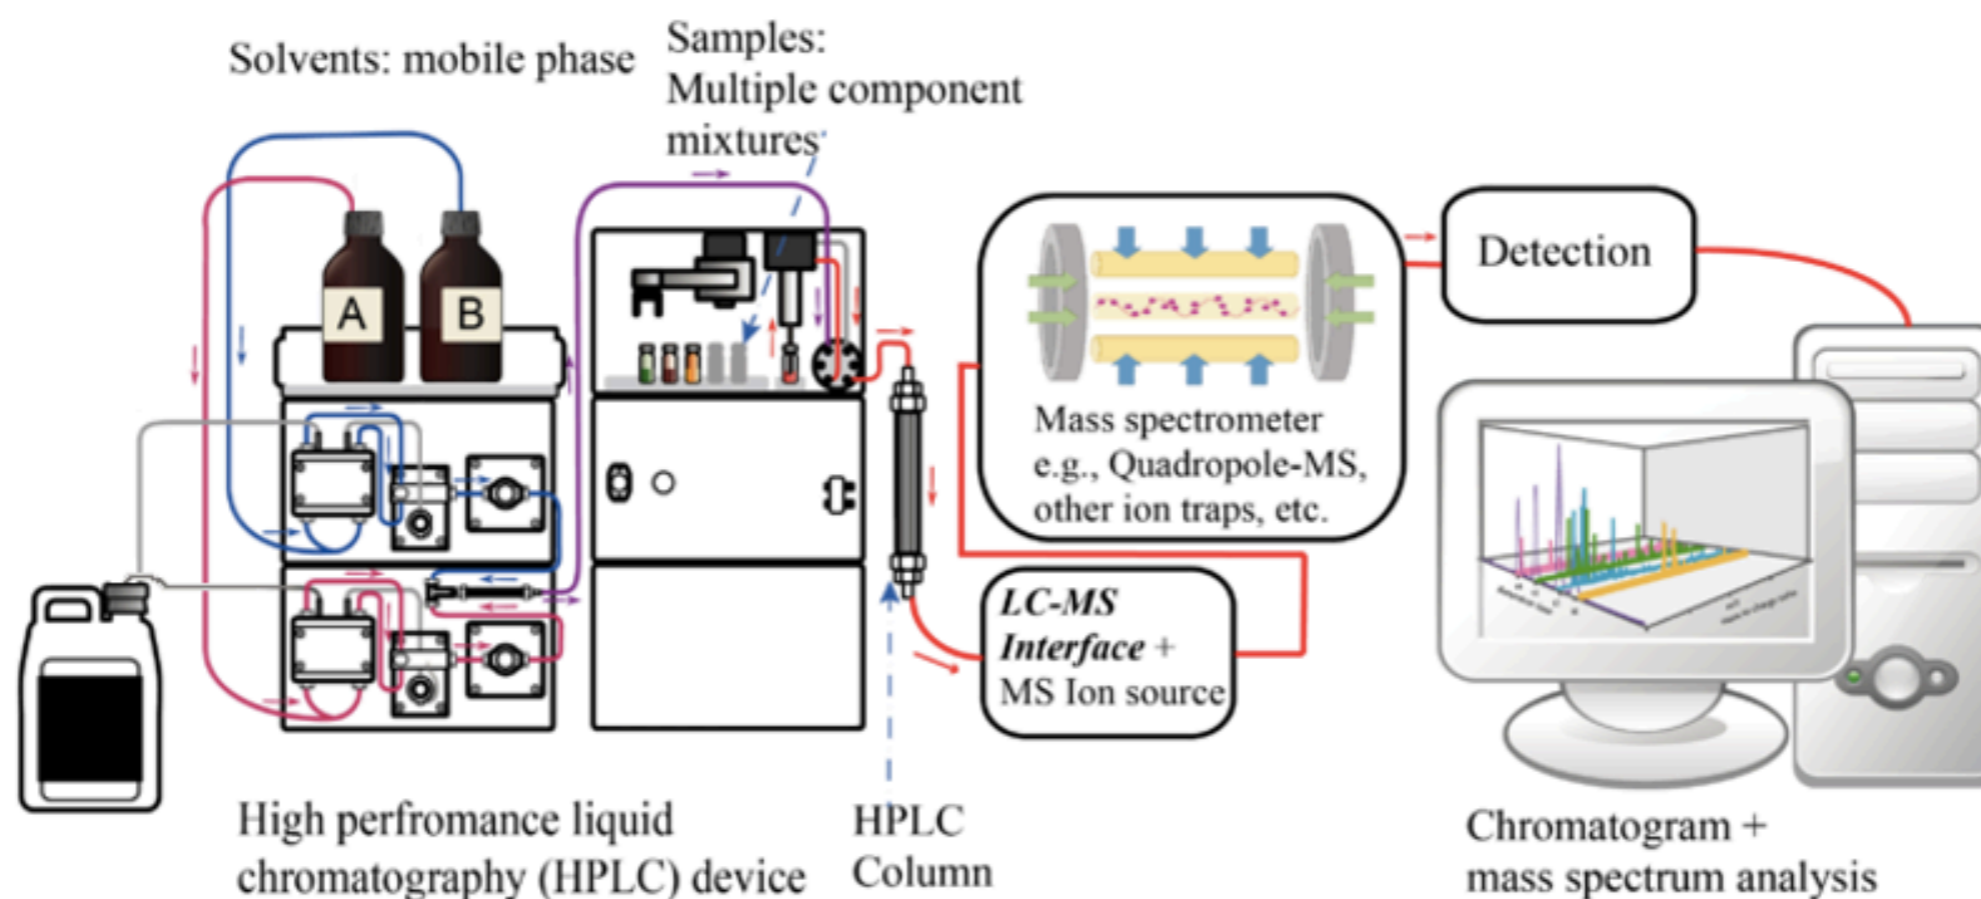 Solvents: mobile phase
Samples:
Multiple component
mixtures
A
B
Detection
Mass spectrometer
e.g., Quadropole-MS,
other ion traps, etc.
LC-MS
Interface +
MS Ion source
High perfromance liquid
chromatography (HPLC) device
HPLC
Column
Chromatogram +
mass spectrum analysis